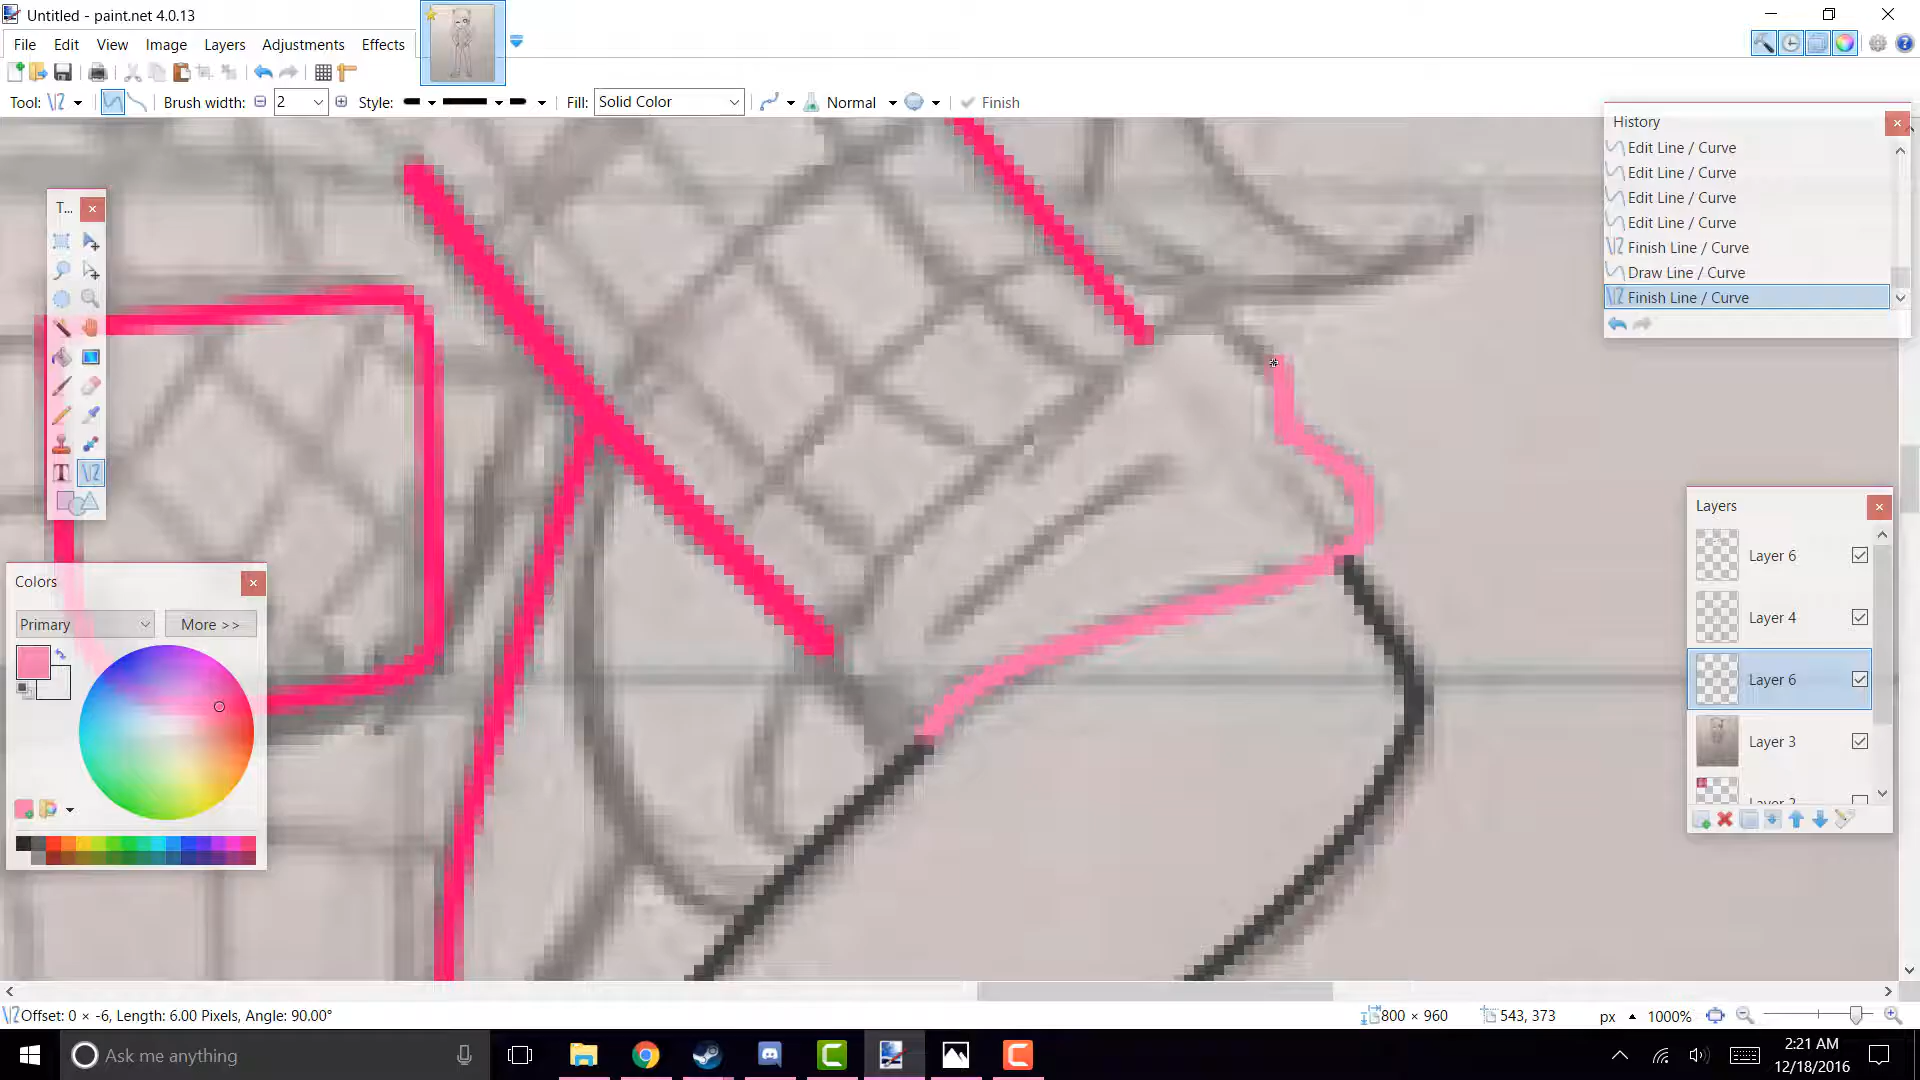 Untitled - paint.net 4.0.13
File Edit View Image Layers Adjustments Effects
Tool: Brush width: 2 Style: Fill: Solid Color Normal Finish
History
Edit Line / Curve
Edit Line / Curve
Edit Line / Curve
Edit Line / Curve
Finish Line / Curve
Draw Line / Curve
Finish Line / Curve
T...
Colors
Primary More >>
Layers
Layer 6
Layer 4
Layer 6
Layer 3
Layer 2
Offset: 0 × -6, Length: 6.00 Pixels, Angle: 90.00° 800 × 960 543, 373 px 1000%
Ask me anything
2:21 AM
12/18/2016